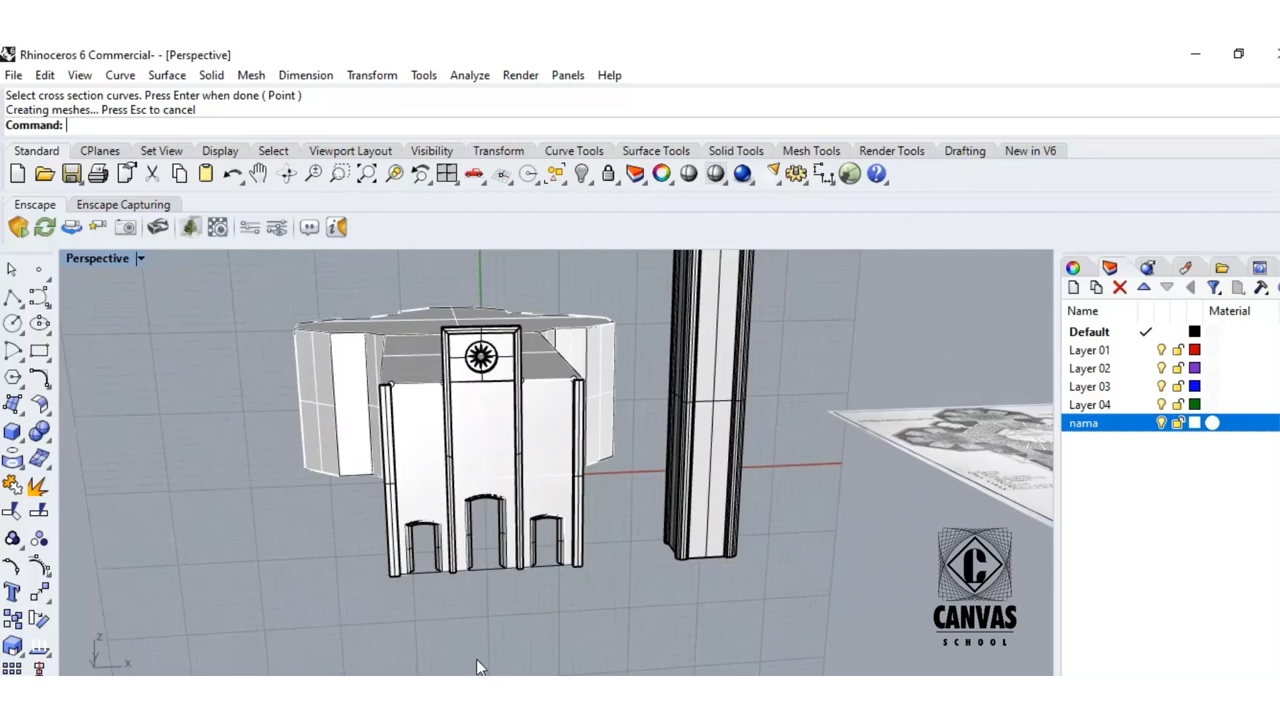 Rhinoceros 6 Commercial- - [Perspective]
File Edit View Curve Surface Solid Mesh Dimension Transform Tools Analyze Render Panels Help
Select cross section curves. Press Enter when done ( Point )
Creating meshes... Press Esc to cancel
Command:
Standard CPlanes Set View Display Select Viewport Layout Visibility Transform Curve Tools Surface Tools Solid Tools Mesh Tools Render Tools Drafting New in V6
Enscape Enscape Capturing
Perspective
Name Material
Default
Layer 01
Layer 02
Layer 03
Layer 04
nama
z
y x
C
CANVAS
SCHOOL